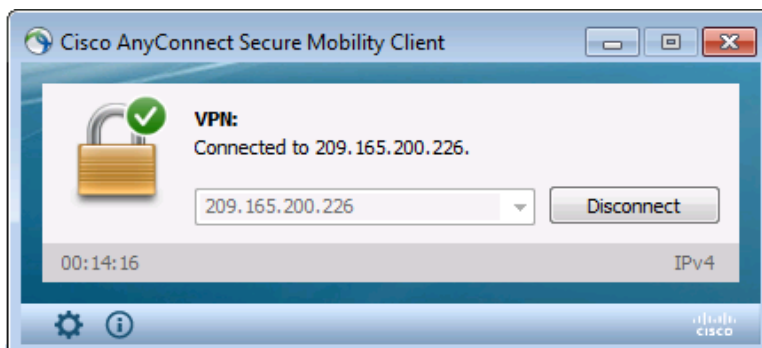 Cisco AnyConnect Secure Mobility Client
VPN:
Connected to 209.165.200.226.
209.165.200.226
Disconnect
00:14:16
IPv4
CISCO